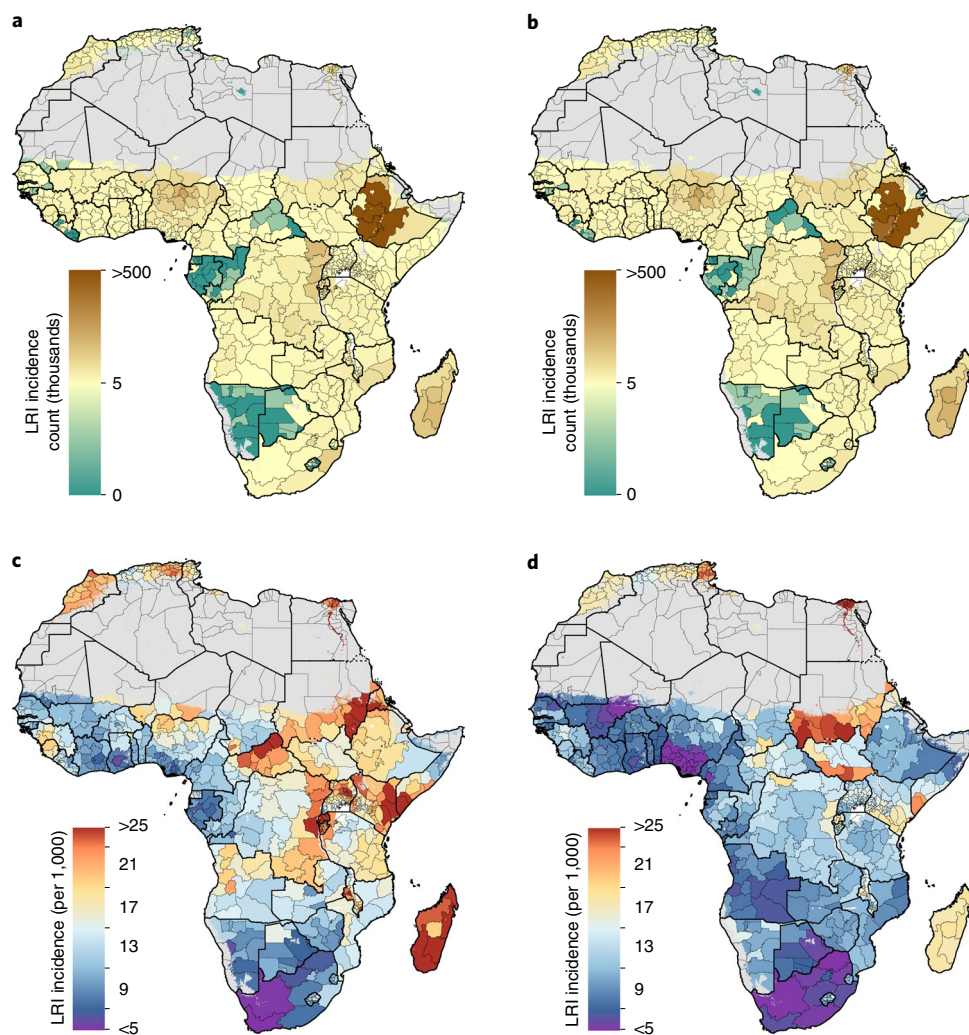 a
b
>500
5
0
LRI incidence
count (thousands)
>500
5
0
LRI incidence
count (thousands)
c
d
>25
21
17
13
9
<5
LRI incidence (per 1,000)
>25
21
17
13
9
<5
LRI incidence (per 1,000)